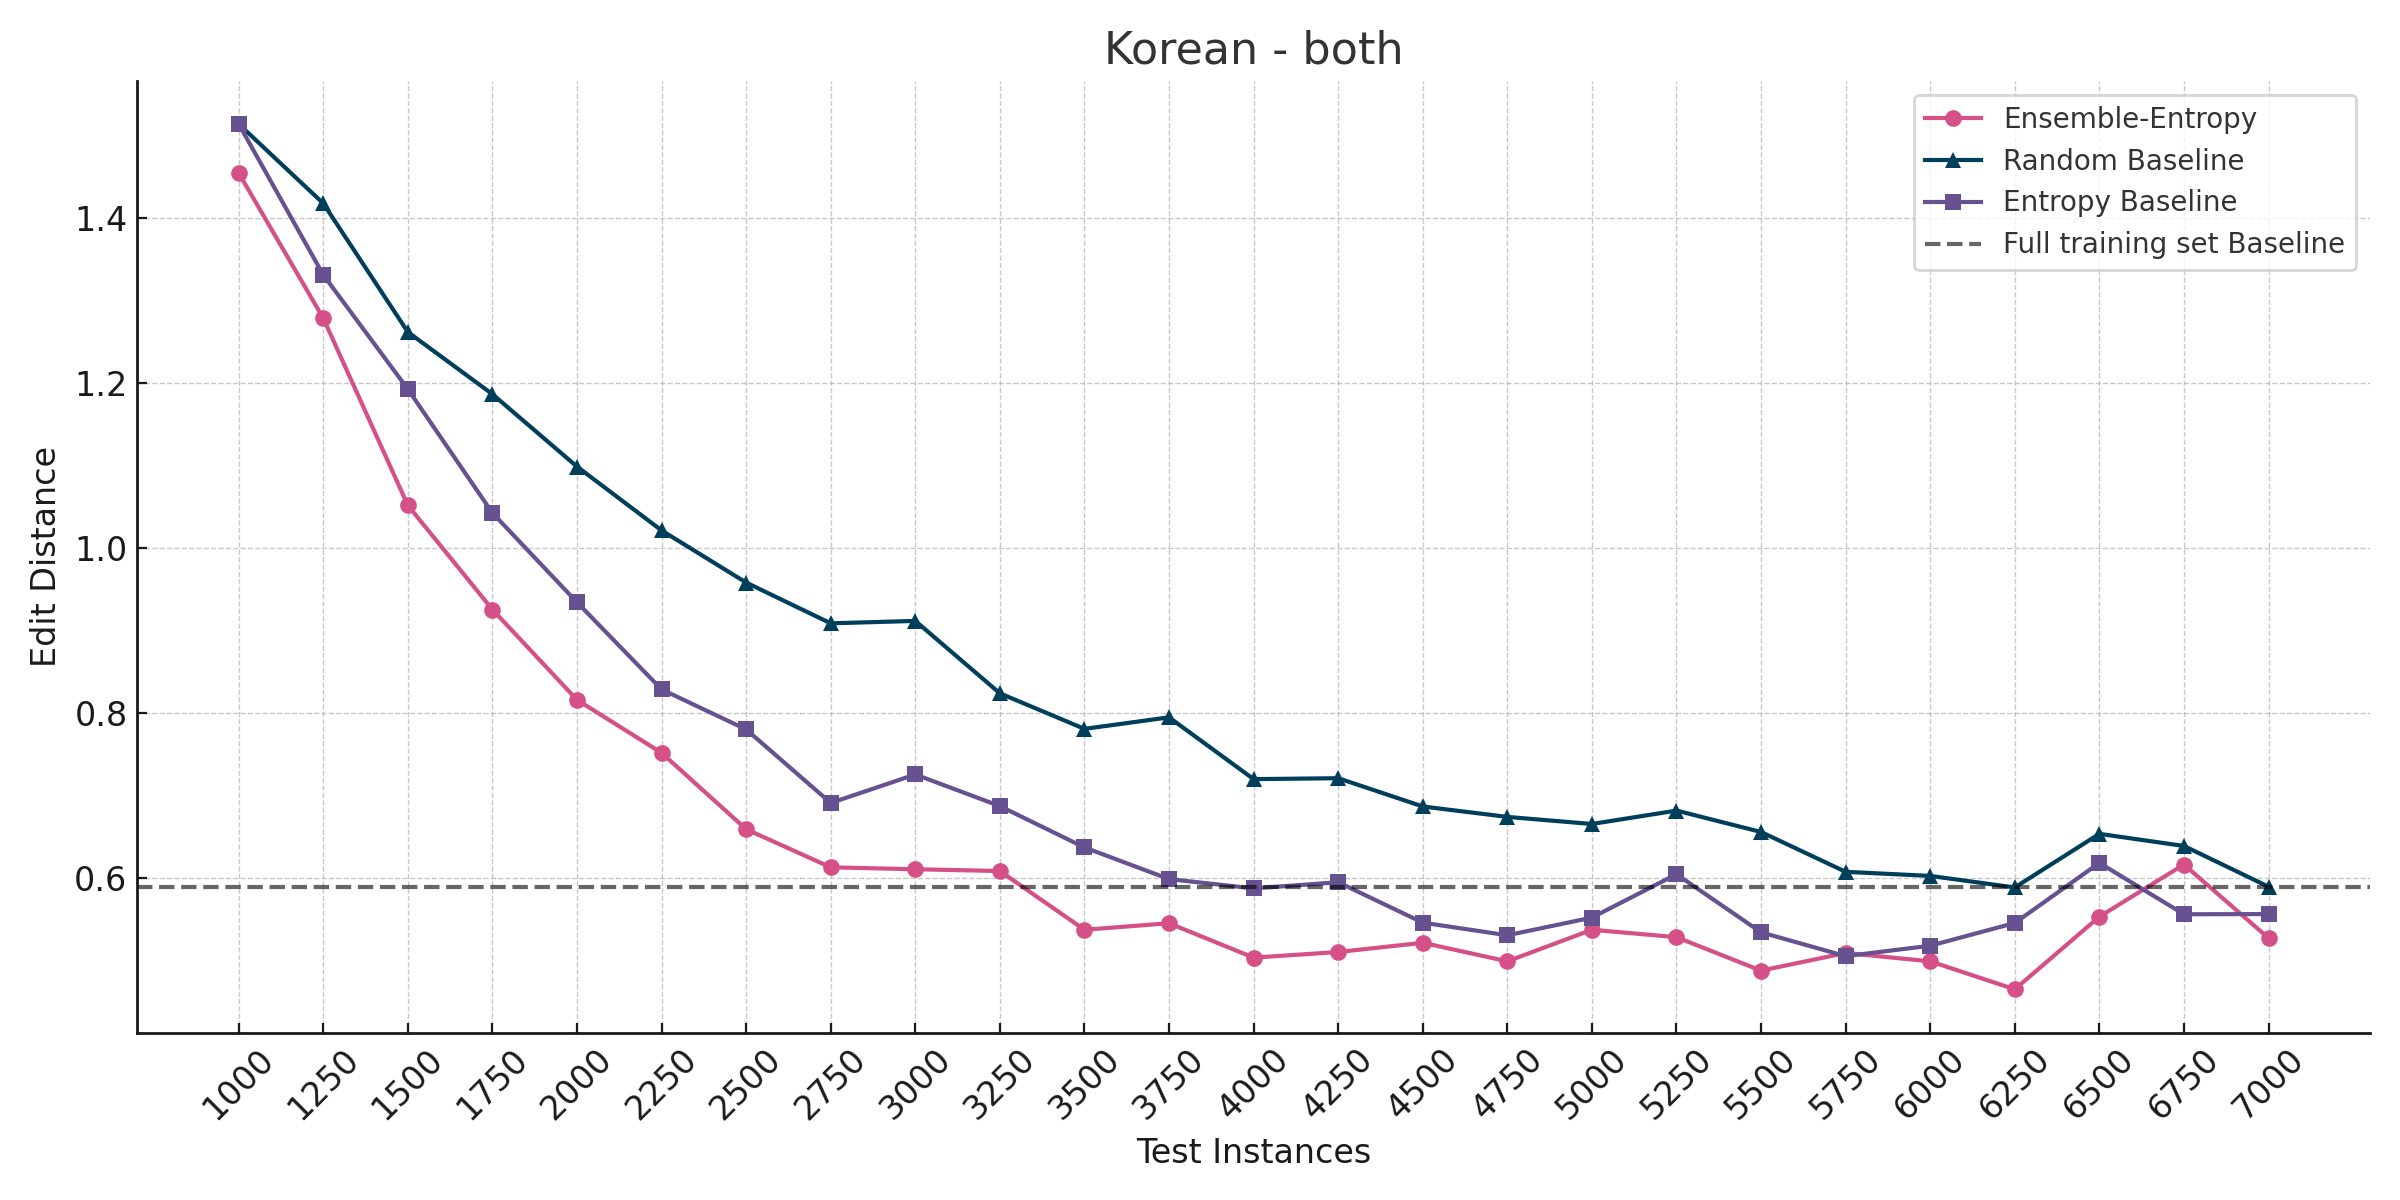 Korean - both
Ensemble-Entropy
Random Baseline
Entropy Baseline
Full training set Baseline
Edit Distance
1.4
1.2
1.0
0.8
0.6
1000 1250 1500 1750 2000 2250 2500 2750 3000 3250 3500 3750 4000 4250 4500 4750 5000 5250 5500 5750 6000 6250 6500 6750 7000
Test Instances